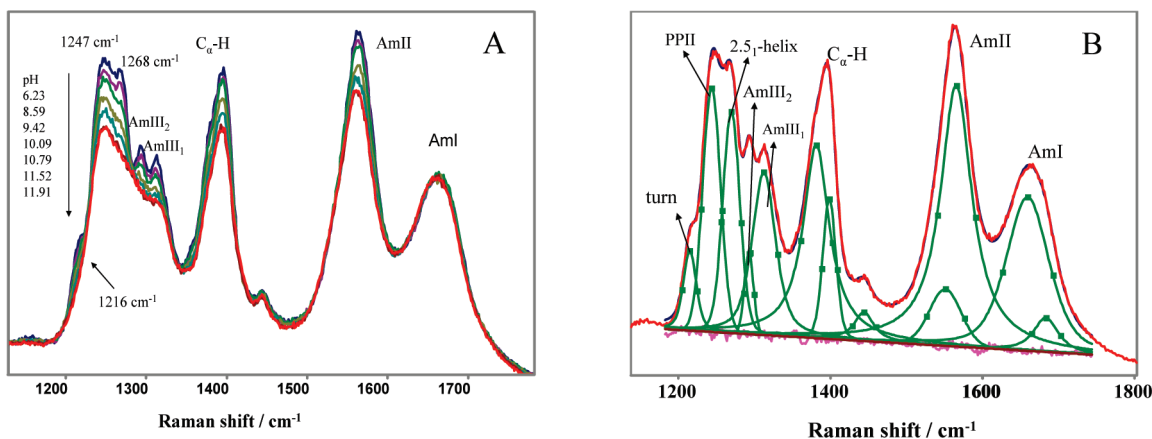 1247 cm⁻¹
1268 cm⁻¹
Cα-H
AmII
A
pH
6.23
8.59
9.42
10.09
10.79
11.52
11.91
AmIII₂
AmIII₁
AmI
1216 cm⁻¹
1200 1300 1400 1500 1600 1700
Raman shift / cm⁻¹
PPII
2.5₁-helix
Cα-H
AmII
B
AmIII₂
AmIII₁
AmI
turn
1200 1400 1600 1800
Raman shift / cm⁻¹